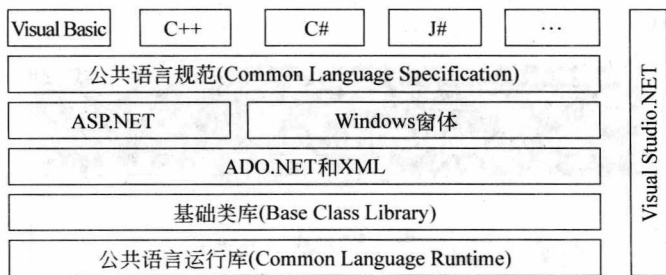 Visual Basic
C++
C#
J#
...
公共语言规范(Common Language Specification)
ASP.NET
Windows窗体
ADO.NET和XML
基础类库(Base Class Library)
公共语言运行库(Common Language Runtime)
Visual Studio.NET